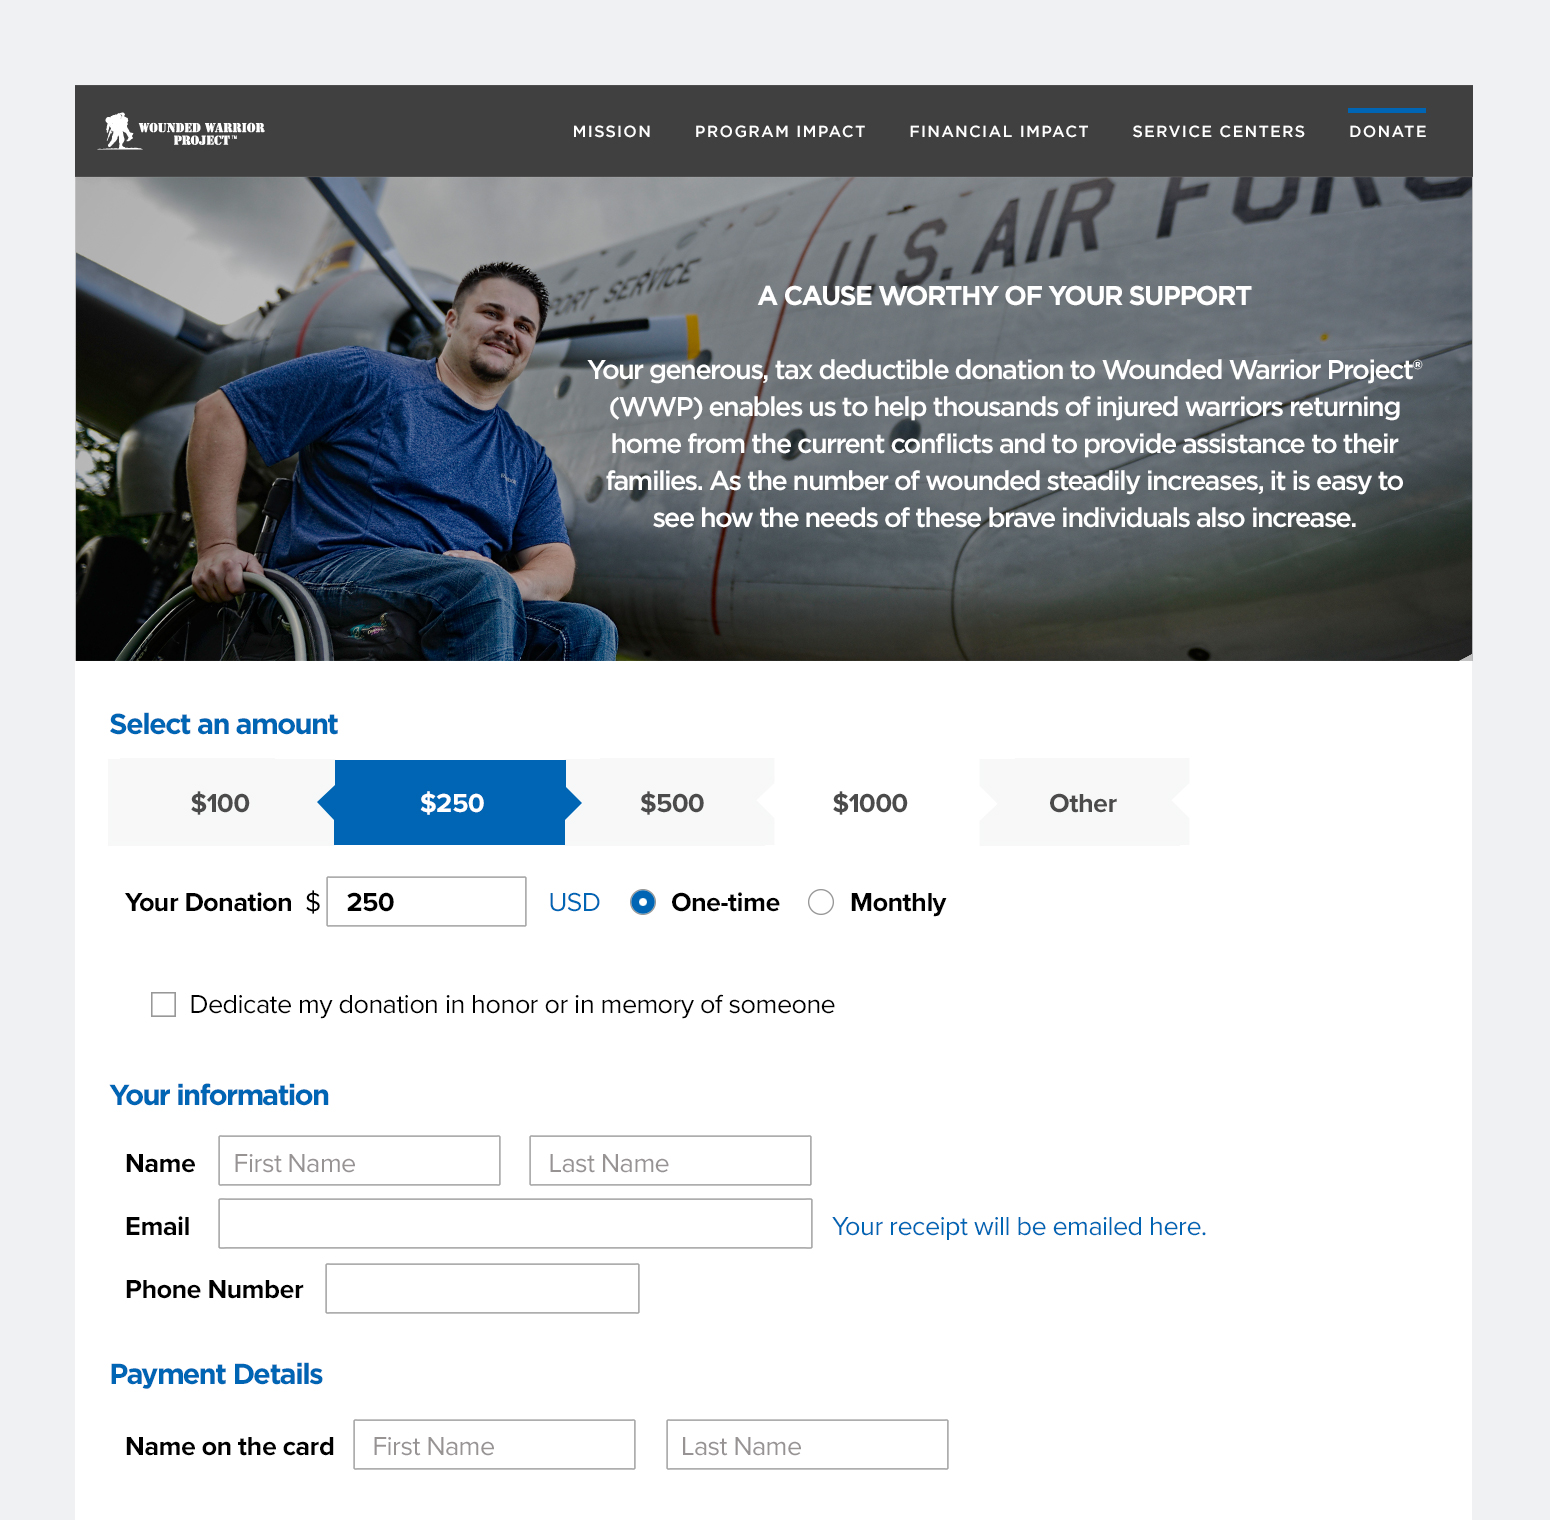 WOUNDED WARRIOR
PROJECT™
MISSION PROGRAM IMPACT FINANCIAL IMPACT SERVICE CENTERS DONATE
U.S. AIR FORC
PORT SERVICE
A CAUSE WORTHY OF YOUR SUPPORT
Your generous, tax deductible donation to Wounded Warrior Project®
(WWP) enables us to help thousands of injured warriors returning
home from the current conflicts and to provide assistance to their
families. As the number of wounded steadily increases, it is easy to
see how the needs of these brave individuals also increase.
Select an amount
$100 $250 $500 $1000 Other
Your Donation $ 250 USD One-time Monthly
Dedicate my donation in honor or in memory of someone
Your information
Name First Name Last Name
Email Your receipt will be emailed here.
Phone Number
Payment Details
Name on the card First Name Last Name